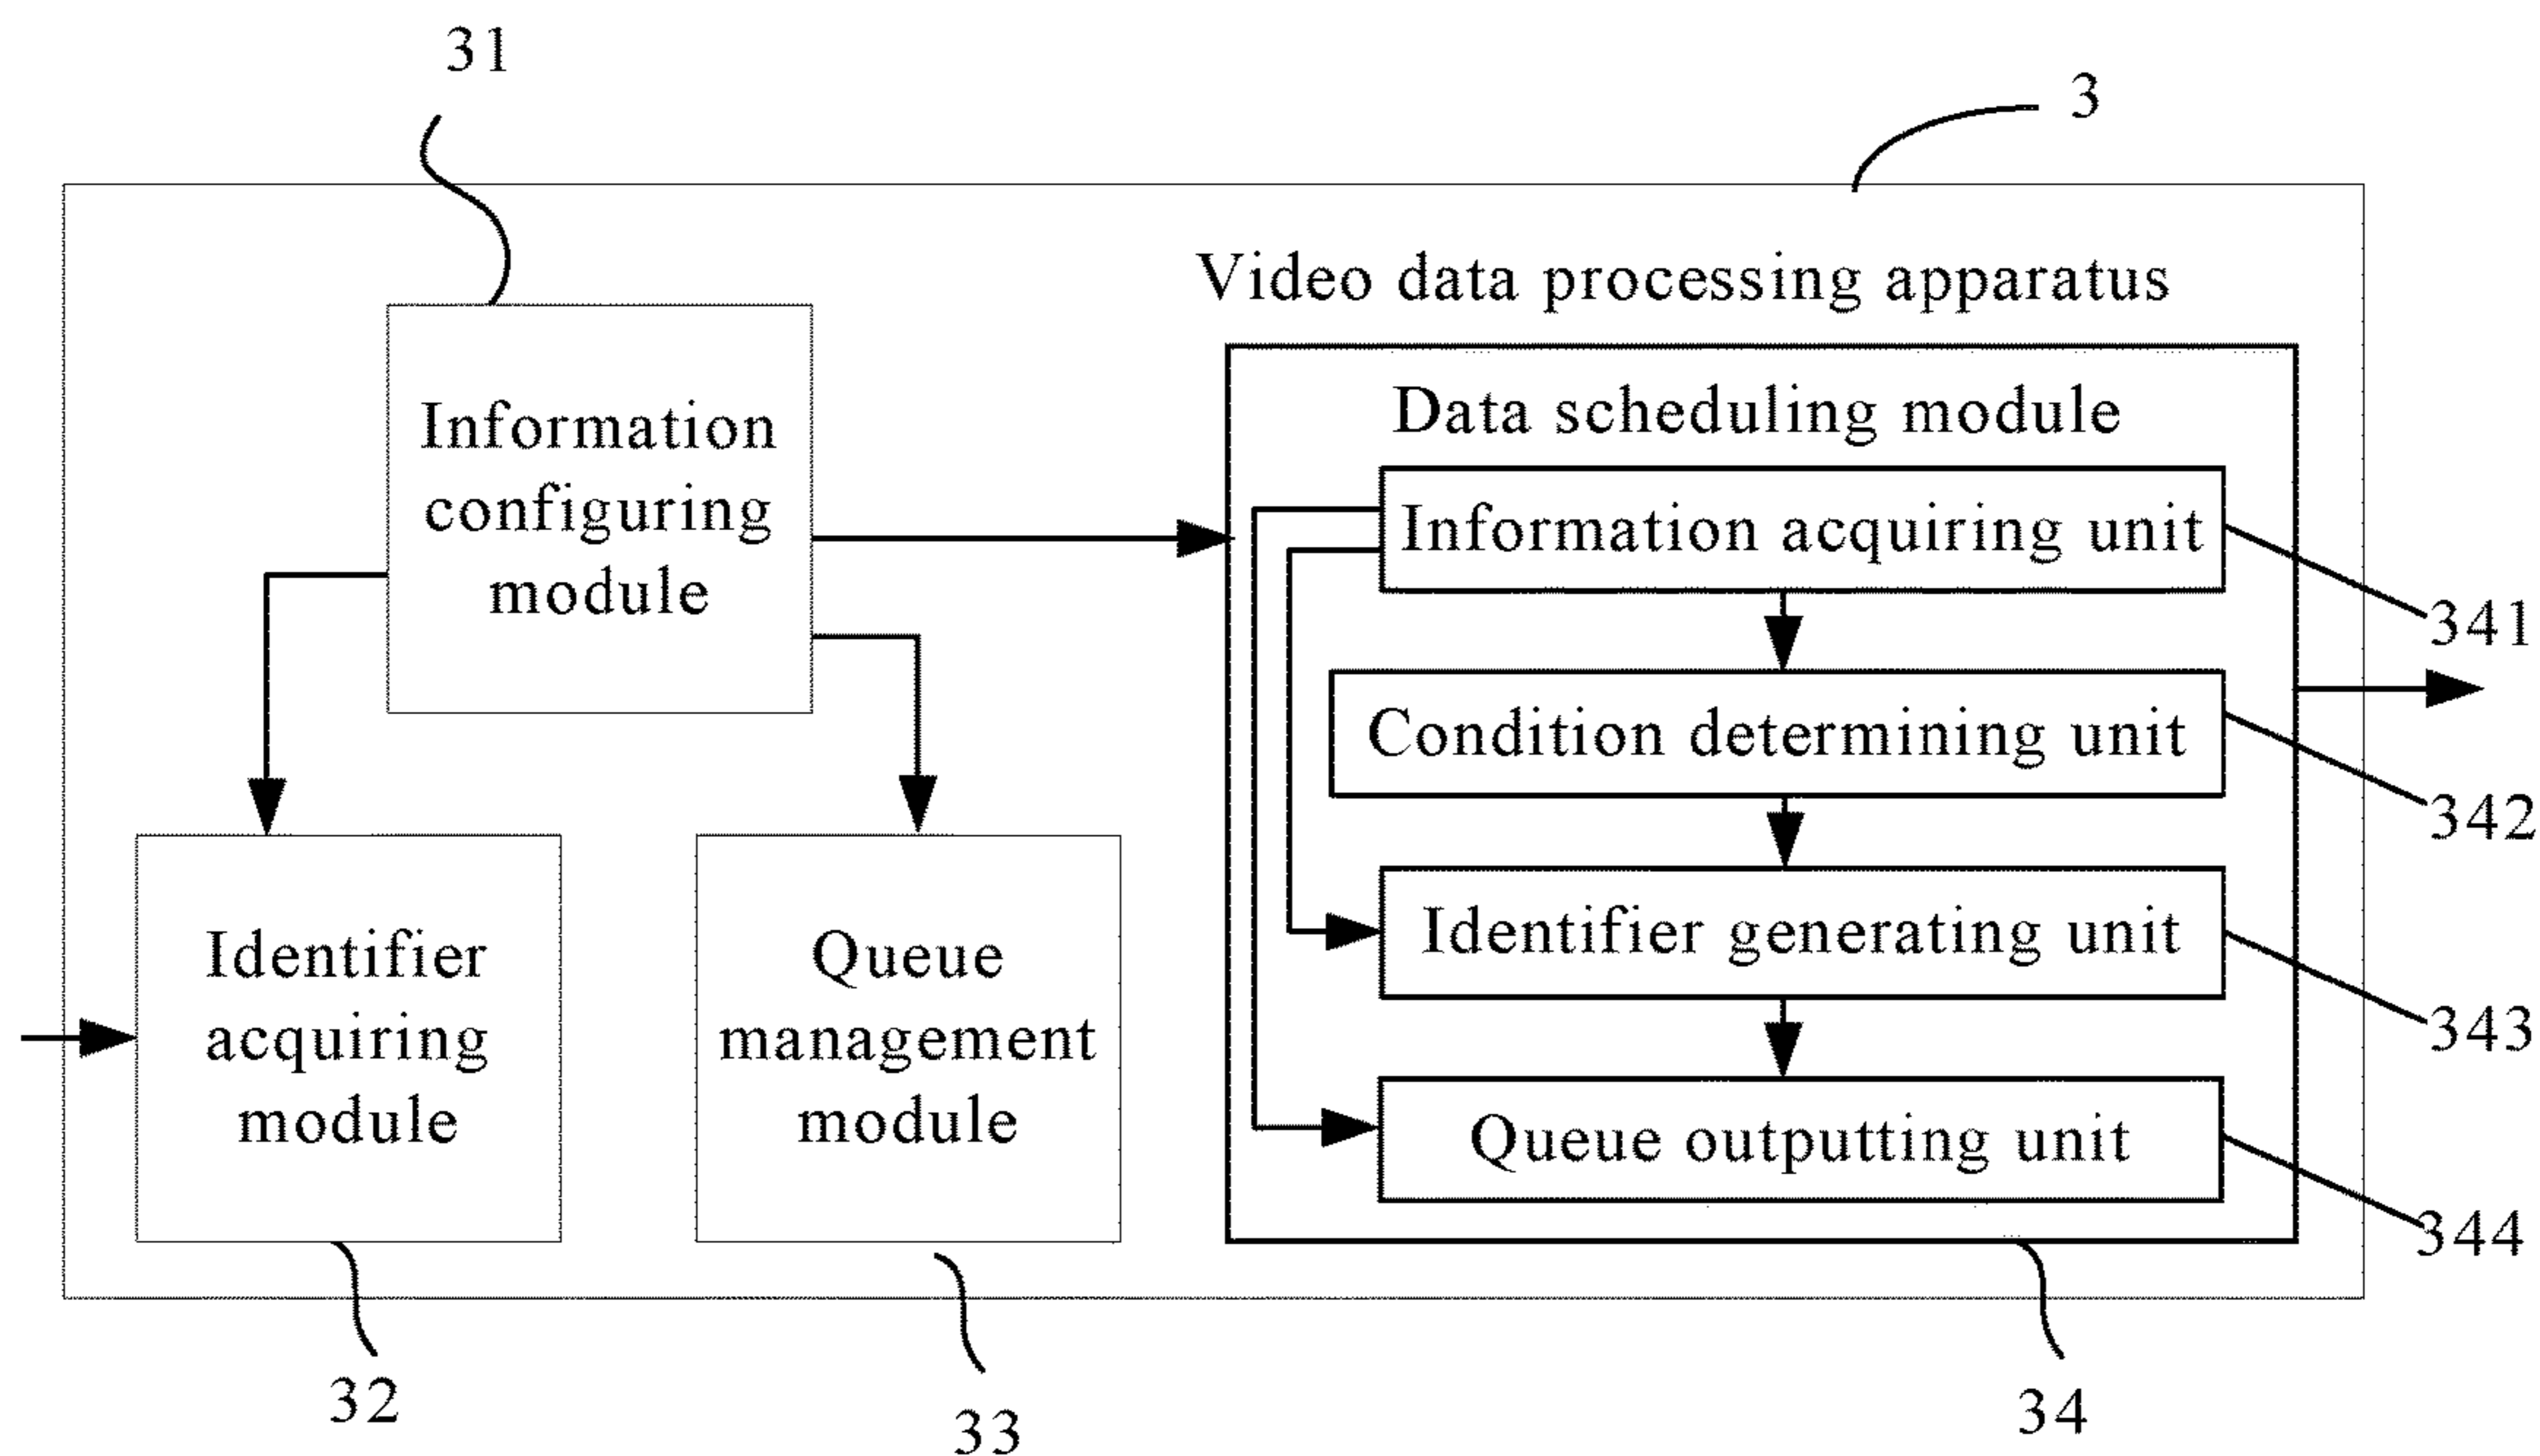 31
3
Video data processing apparatus
Information
configuring
module
Data scheduling module
Information acquiring unit
341
Condition determining unit
342
Identifier generating unit
343
Queue outputting unit
344
Identifier
acquiring
module
Queue
management
module
32
33
34